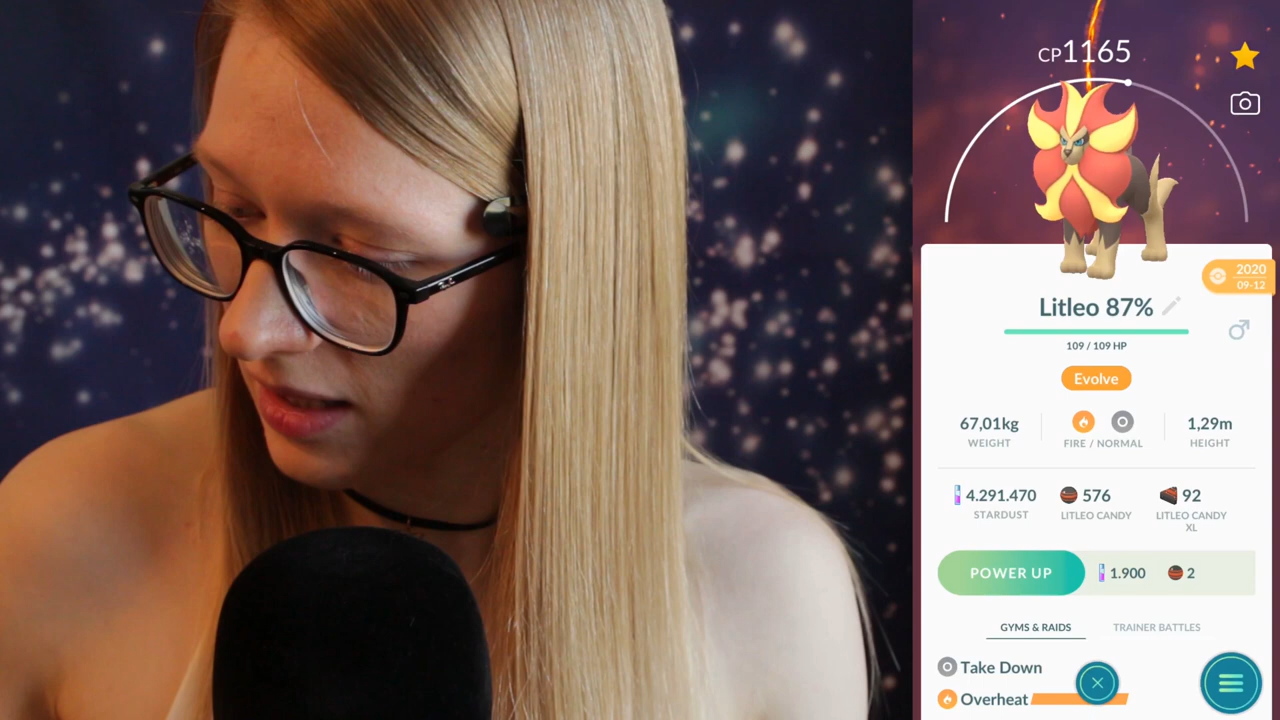 CP1165
2020
09-12
Litleo 87%
109 / 109 HP
Evolve
67,01kg
WEIGHT
FIRE / NORMAL
1,29m
HEIGHT
4.291.470
STARDUST
576
LITLEO CANDY
92
LITLEO CANDY
XL
POWER UP
1.900
2
GYMS & RAIDS
TRAINER BATTLES
Take Down
Overheat